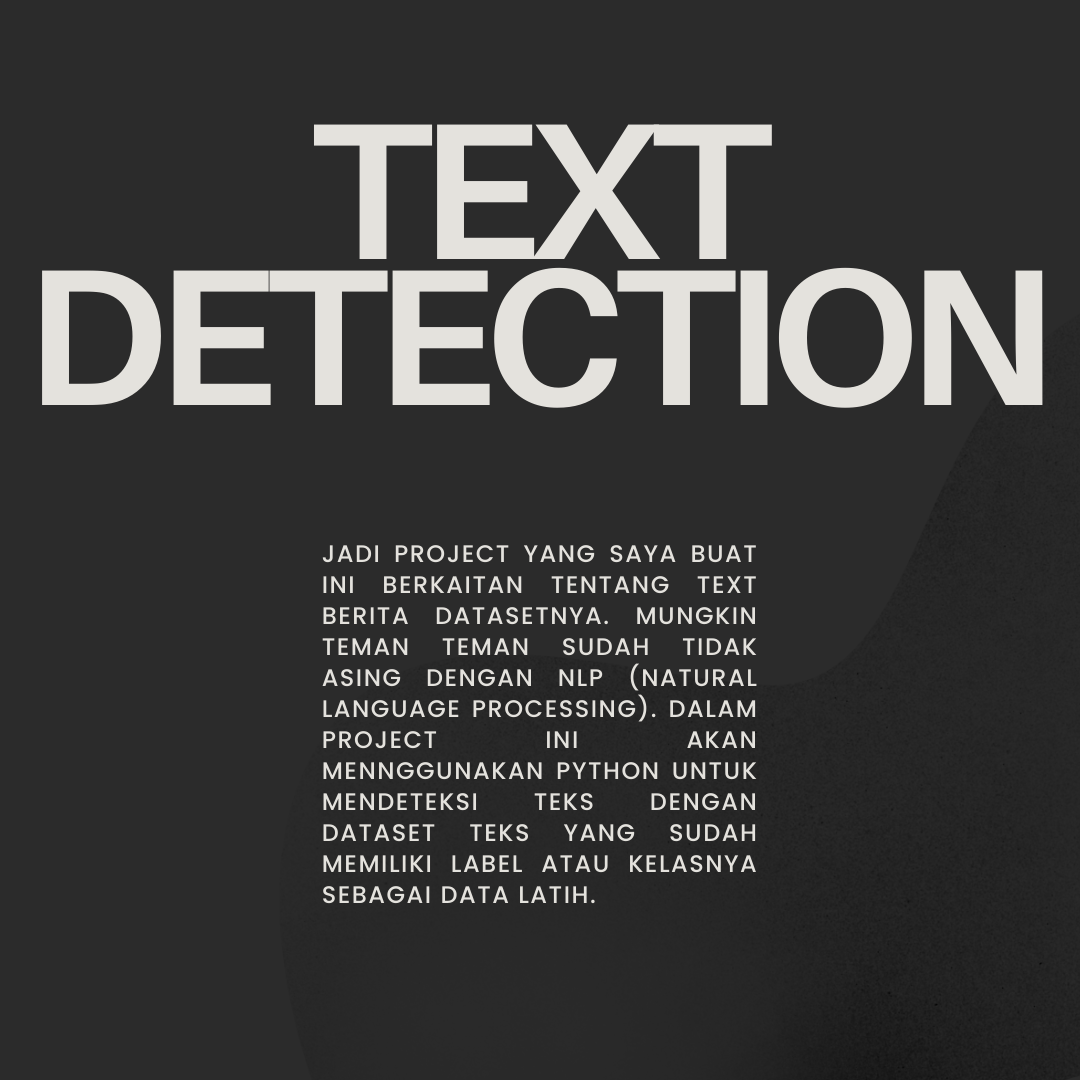 TEXT
DETECTION
JADI PROJECT YANG SAYA BUAT
INI BERKAITAN TENTANG TEXT
BERITA DATASETNYA. MUNGKIN
TEMAN TEMAN SUDAH TIDAK
ASING DENGAN NLP (NATURAL
LANGUAGE PROCESSING). DALAM
PROJECT INI AKAN
MENNGGUNAKAN PYTHON UNTUK
MENDETEKSI TEKS DENGAN
DATASET TEKS YANG SUDAH
MEMILIKI LABEL ATAU KELASNYA
SEBAGAI DATA LATIH.